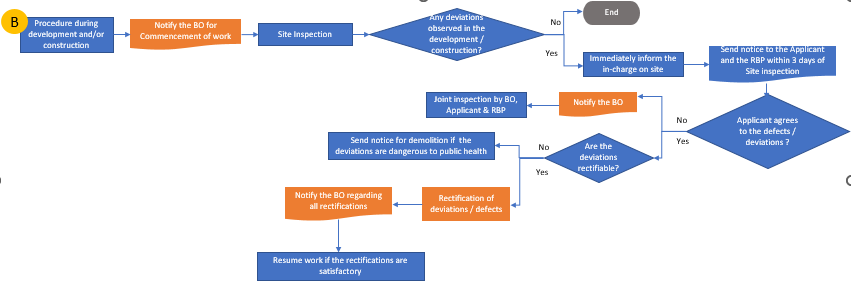 B
Procedure during
development and/or
construction
Notify the BO for
Commencement of work
Site Inspection
Any deviations
observed in the
development /
construction?
No
End
Yes
Immediately inform the
in-charge on site
Send notice to the Applicant
and the RBP within 3 days of
Site inspection
Applicant agrees
to the defects /
deviations ?
No
Yes
Notify the BO
Joint inspection by BO,
Applicant & RBP
Are the
deviations
rectifiable?
No
Yes
Send notice for demolition if the
deviations are dangerous to public health
Rectification of
deviations / defects
Notify the BO regarding
all rectifications
Resume work if the rectifications are
satisfactory